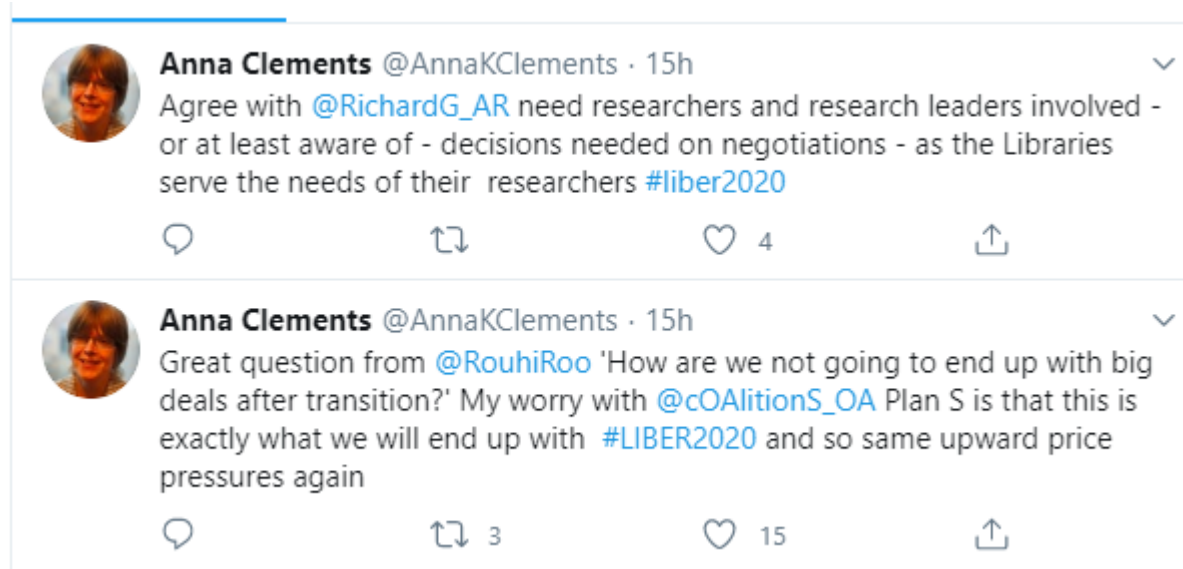 Anna Clements @AnnaKClements · 15h
Agree with @RichardG_AR need researchers and research leaders involved -
or at least aware of - decisions needed on negotiations - as the Libraries
serve the needs of their  researchers #liber2020
4
Anna Clements @AnnaKClements · 15h
Great question from @RouhiRoo 'How are we not going to end up with big
deals after transition?' My worry with @cOAlitionS_OA Plan S is that this is
exactly what we will end up with  #LIBER2020 and so same upward price
pressures again
3 15